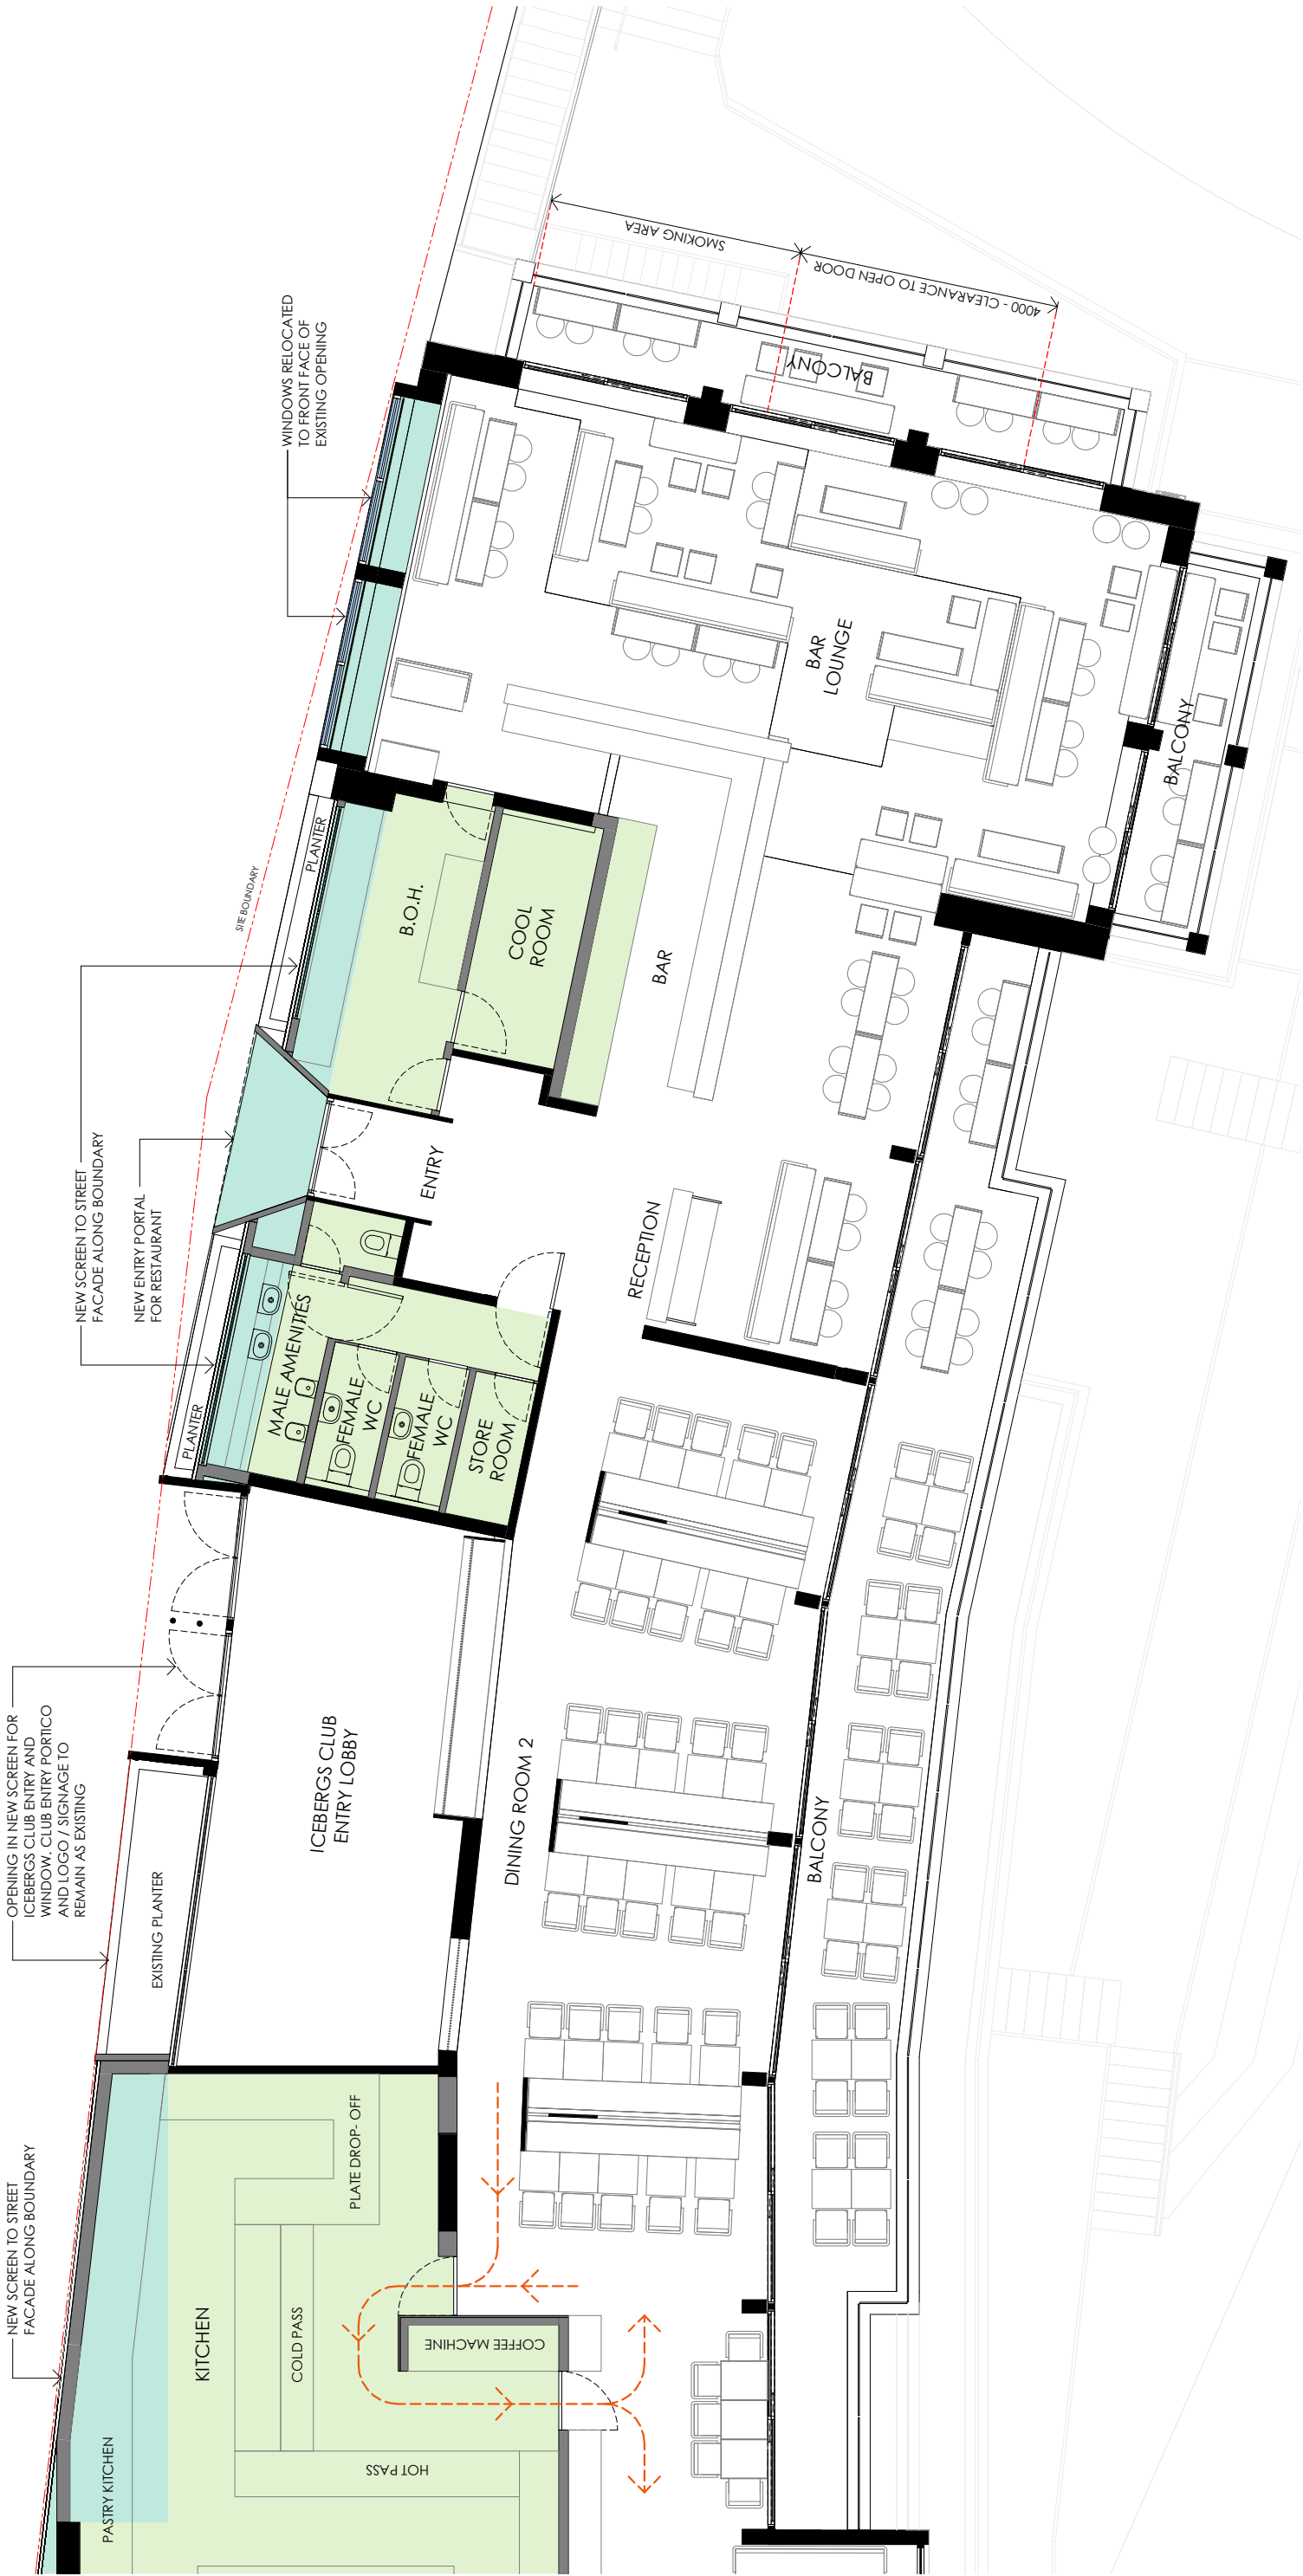 WINDOWS RELOCATED
TO FRONT FACE OF
EXISTING OPENING
SMOKING AREA
4000 - CLEARANCE TO OPEN DOOR
BALCONY
BAR
LOUNGE
BALCONY
SITE BOUNDARY
PLANTER
B.O.H.
COOL
ROOM
BAR
NEW SCREEN TO STREET
FACADE ALONG BOUNDARY
NEW ENTRY PORTAL
FOR RESTAURANT
ENTRY
RECEPTION
PLANTER
MALE AMENITIES
FEMALE
WC
FEMALE
WC
STORE
ROOM
OPENING IN NEW SCREEN FOR
ICEBERGS CLUB ENTRY AND
WINDOW. CLUB ENTRY PORTICO
AND LOGO / SIGNAGE TO
REMAIN AS EXISTING
ICEBERGS CLUB
ENTRY LOBBY
EXISTING PLANTER
DINING ROOM 2
BALCONY
NEW SCREEN TO STREET
FACADE ALONG BOUNDARY
PLATE DROP- OFF
KITCHEN
COLD PASS
COFFEE MACHINE
HOT PASS
PASTRY KITCHEN